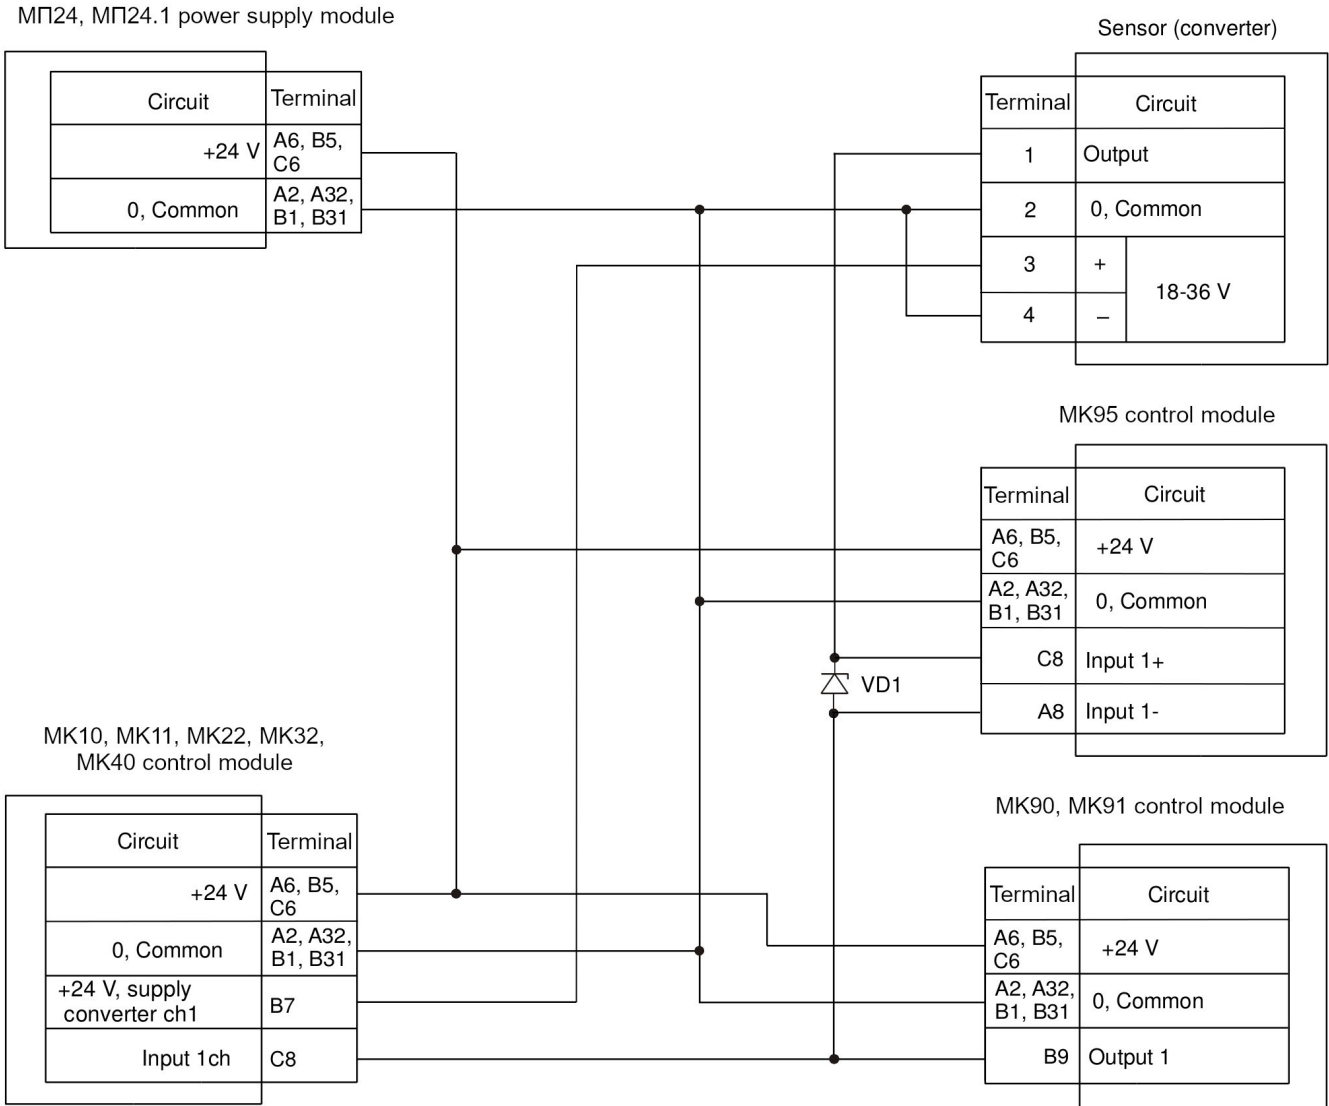 МП24, МП24.1 power supply module
Circuit Terminal
+24 V A6, B5,
C6
0, Common A2, A32,
B1, B31
Sensor (converter)
Terminal Circuit
1 Output
2 0, Common
3 +
18-36 V
4 –
MK95 control module
Terminal Circuit
A6, B5,
C6 +24 V
A2, A32,
B1, B31 0, Common
C8 Input 1+
VD1
A8 Input 1-
MK10, MK11, MK22, MK32,
MK40 control module
Circuit Terminal
+24 V A6, B5,
C6
0, Common A2, A32,
B1, B31
+24 V, supply
converter ch1 B7
Input 1ch C8
MK90, MK91 control module
Terminal Circuit
A6, B5,
C6 +24 V
A2, A32,
B1, B31 0, Common
B9 Output 1